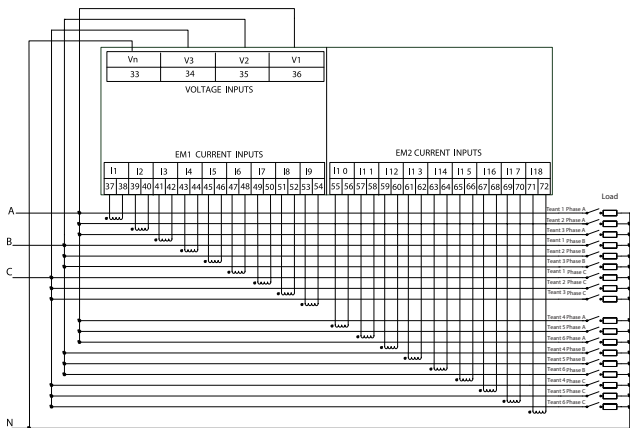 Vn V3 V2 V1
33 34 35 36
VOLTAGE INPUTS
EM1 CURRENT INPUTS
EM2 CURRENT INPUTS
I1 I2 I3 I4 I5 I6 I7 I8 I9
I1 0 I1 1 I12 I1 3 I14 I1 5 I16 I1 7 I18
37 38 39 40 41 42 43 44 45 46 47 48 49 50 51 52 53 54
55 56 57 58 59 60 61 62 63 64 65 66 67 68 69 70 71 72
Load
A
B
C
N
Teant 1 Phase A
Teant 2 Phase A
Teant 3 Phase A
Teant 1 Phase B
Teant 2 Phase B
Teant 3 Phase B
Teant 1 Phase C
Teant 2 Phase C
Teant 3 Phase C
Teant 4 Phase A
Teant 5 Phase A
Teant 6 Phase A
Teant 4 Phase B
Teant 5 Phase B
Teant 6 Phase B
Teant 4 Phase C
Teant 5 Phase C
Teant 6 Phase C